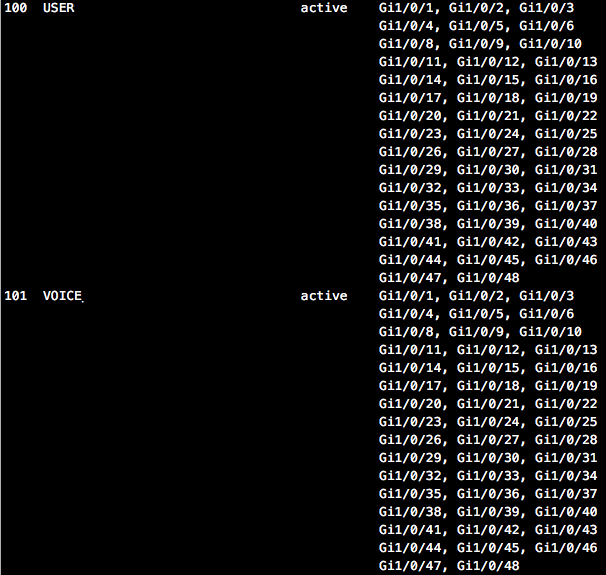 100 USER active Gi1/0/1, Gi1/0/2, Gi1/0/3
Gi1/0/4, Gi1/0/5, Gi1/0/6
Gi1/0/8, Gi1/0/9, Gi1/0/10
Gi1/0/11, Gi1/0/12, Gi1/0/13
Gi1/0/14, Gi1/0/15, Gi1/0/16
Gi1/0/17, Gi1/0/18, Gi1/0/19
Gi1/0/20, Gi1/0/21, Gi1/0/22
Gi1/0/23, Gi1/0/24, Gi1/0/25
Gi1/0/26, Gi1/0/27, Gi1/0/28
Gi1/0/29, Gi1/0/30, Gi1/0/31
Gi1/0/32, Gi1/0/33, Gi1/0/34
Gi1/0/35, Gi1/0/36, Gi1/0/37
Gi1/0/38, Gi1/0/39, Gi1/0/40
Gi1/0/41, Gi1/0/42, Gi1/0/43
Gi1/0/44, Gi1/0/45, Gi1/0/46
Gi1/0/47, Gi1/0/48
101 VOICE active Gi1/0/1, Gi1/0/2, Gi1/0/3
Gi1/0/4, Gi1/0/5, Gi1/0/6
Gi1/0/8, Gi1/0/9, Gi1/0/10
Gi1/0/11, Gi1/0/12, Gi1/0/13
Gi1/0/14, Gi1/0/15, Gi1/0/16
Gi1/0/17, Gi1/0/18, Gi1/0/19
Gi1/0/20, Gi1/0/21, Gi1/0/22
Gi1/0/23, Gi1/0/24, Gi1/0/25
Gi1/0/26, Gi1/0/27, Gi1/0/28
Gi1/0/29, Gi1/0/30, Gi1/0/31
Gi1/0/32, Gi1/0/33, Gi1/0/34
Gi1/0/35, Gi1/0/36, Gi1/0/37
Gi1/0/38, Gi1/0/39, Gi1/0/40
Gi1/0/41, Gi1/0/42, Gi1/0/43
Gi1/0/44, Gi1/0/45, Gi1/0/46
Gi1/0/47, Gi1/0/48